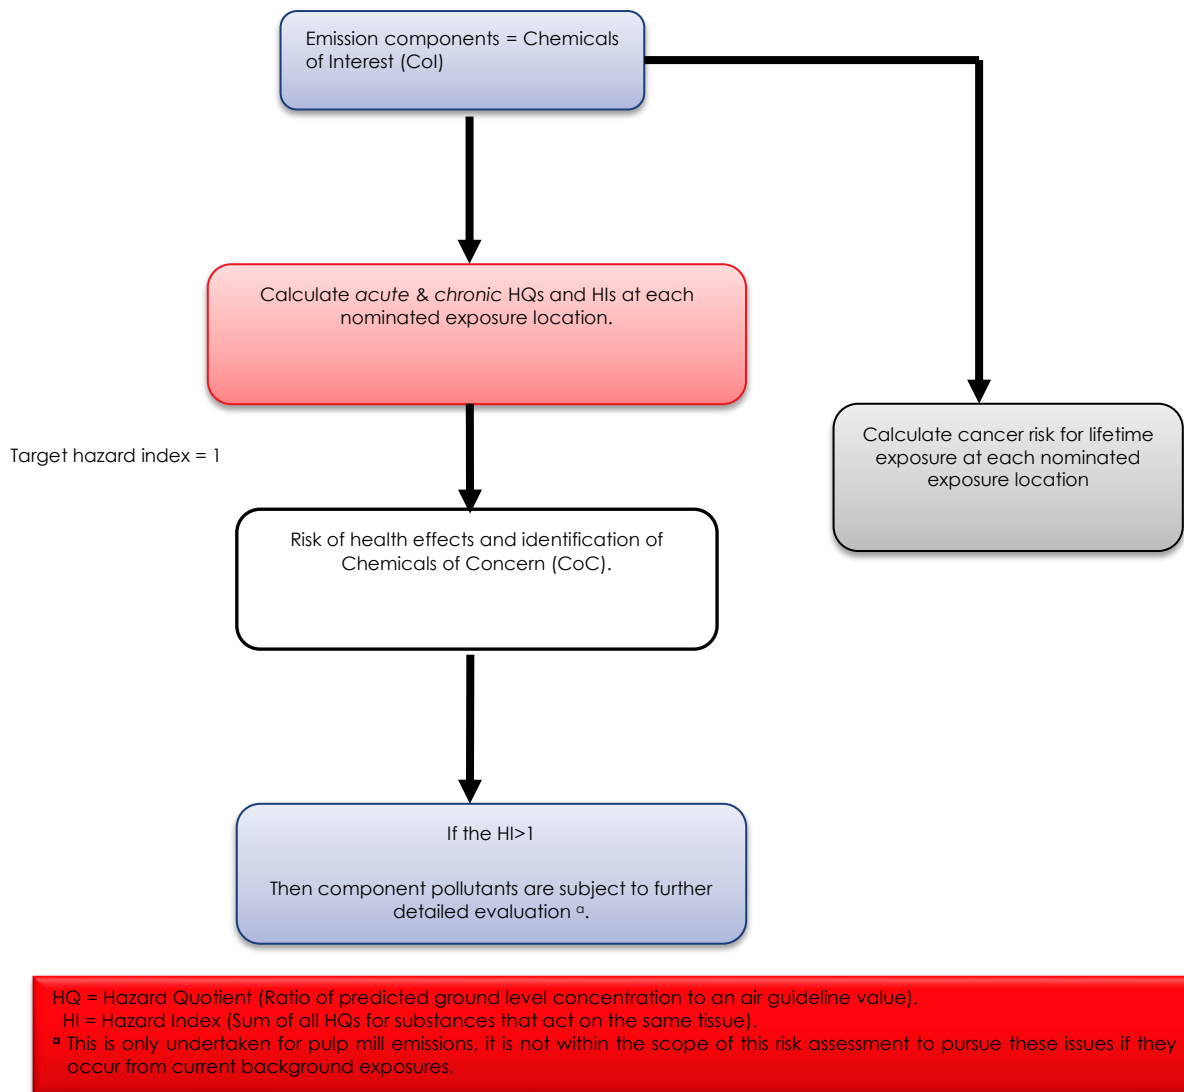 Emission components = Chemicals
of Interest (CoI)
Calculate acute & chronic HQs and HIs at each
nominated exposure location.
Target hazard index = 1
Calculate cancer risk for lifetime
exposure at each nominated
exposure location
Risk of health effects and identification of
Chemicals of Concern (CoC).
If the HI>1
Then component pollutants are subject to further
detailed evaluation ᵃ.
HQ = Hazard Quotient (Ratio of predicted ground level concentration to an air guideline value).
HI = Hazard Index (Sum of all HQs for substances that act on the same tissue).
ᵃ This is only undertaken for pulp mill emissions, it is not within the scope of this risk assessment to pursue these issues if they
occur from current background exposures.